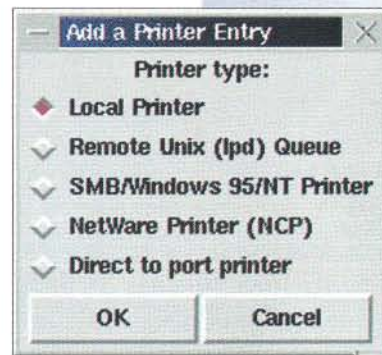 Add a Printer Entry
Printer type:
Local Printer
Remote Unix (lpd) Queue
SMB/Windows 95/NT Printer
NetWare Printer (NCP)
Direct to port printer
OK
Cancel